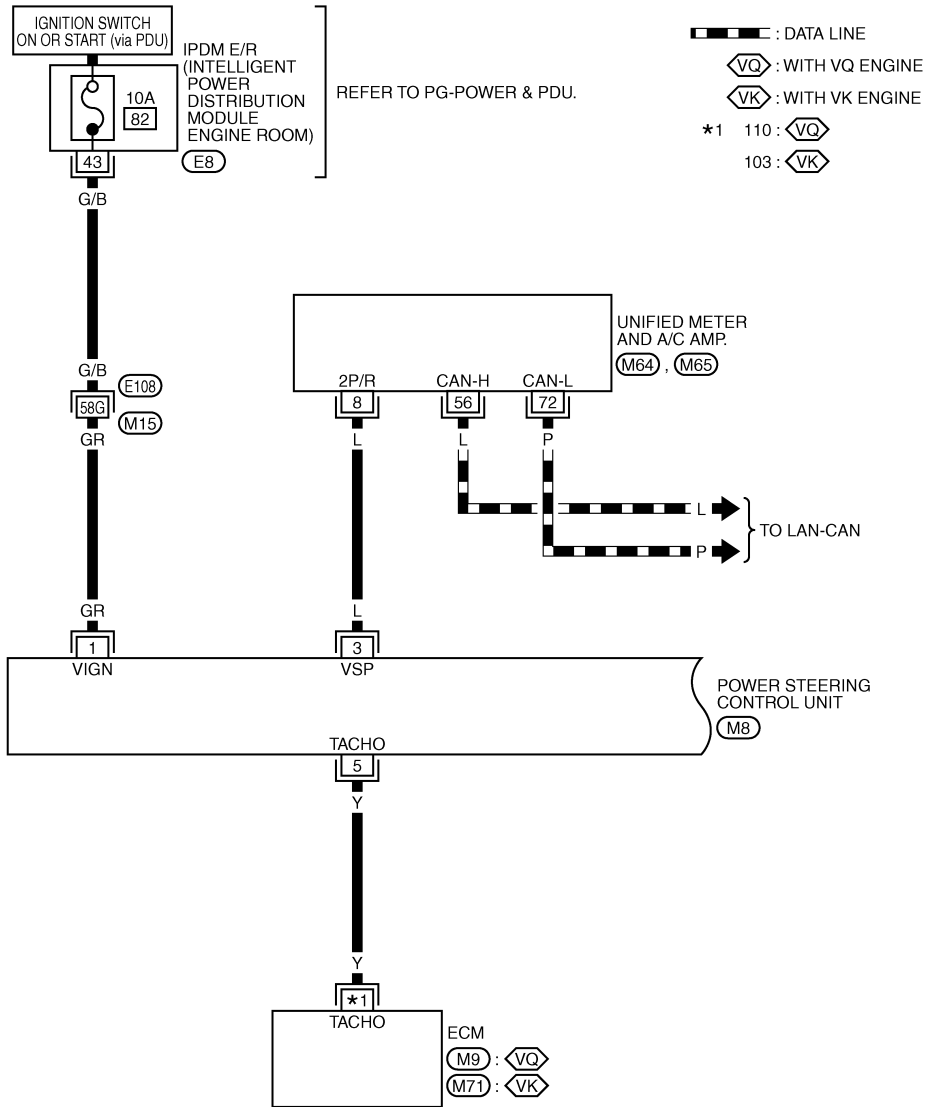 IGNITION SWITCH
ON OR START (via PDU)
IPDM E/R
(INTELLIGENT
POWER
DISTRIBUTION
MODULE
ENGINE ROOM)
10A
82
43
E8
REFER TO PG-POWER & PDU.
: DATA LINE
VQ : WITH VQ ENGINE
VK : WITH VK ENGINE
*1 110 : VQ
103 : VK
G/B
G/B
58G
E108
M15
GR
GR
1
VIGN
UNIFIED METER
AND A/C AMP.
M64 , M65
2P/R CAN-H CAN-L
8 56 72
L L P
L
P
TO LAN-CAN
L
3
VSP
POWER STEERING
CONTROL UNIT
M8
TACHO
5
Y
Y
*1
TACHO
ECM
M9 : VQ
M71 : VK